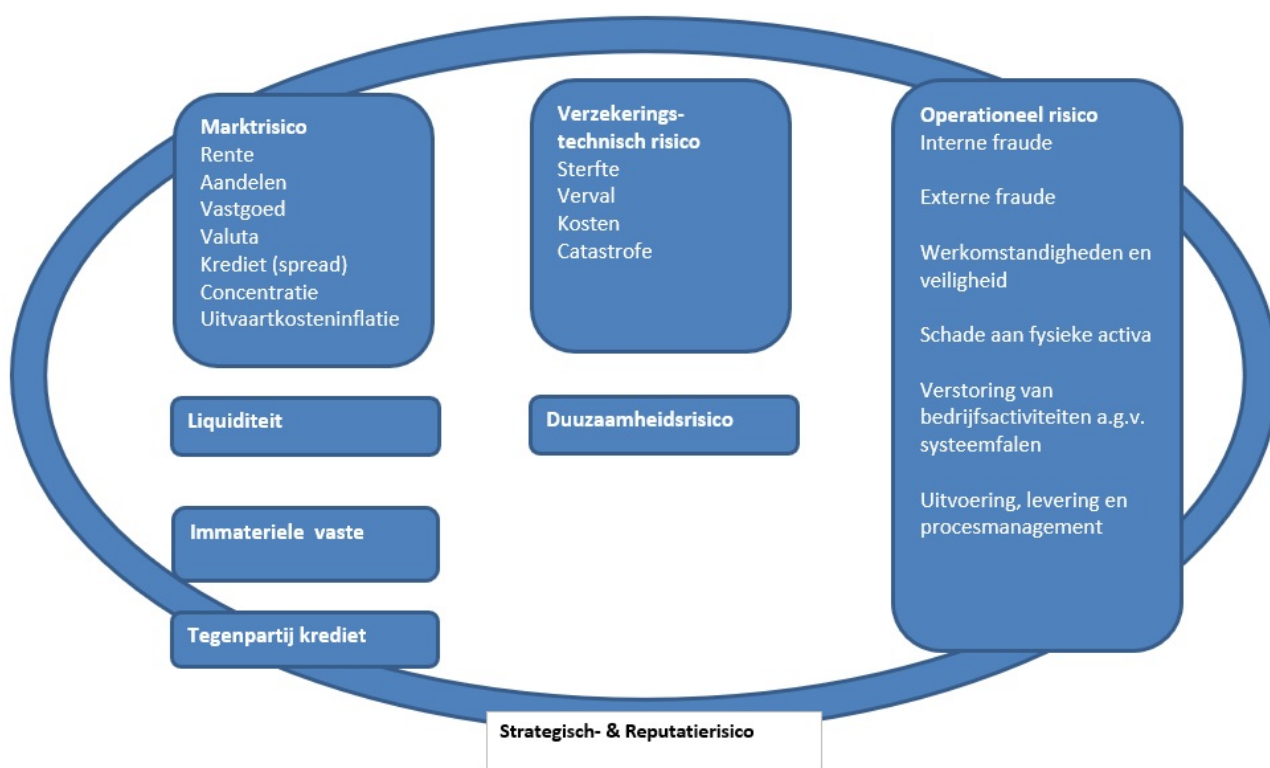 Marktrisico
Rente
Aandelen
Vastgoed
Valuta
Krediet (spread)
Concentratie
Uitvaartkosteninflatie
Liquiditeit
Immateriele  vaste
Tegenpartij krediet
Verzekerings-
technisch risico
Sterfte
Verval
Kosten
Catastrofe
Duuzaamheidsrisico
Operationeel risico
Interne fraude
Externe fraude
Werkomstandigheden en
veiligheid
Schade aan fysieke activa
Verstoring van
bedrijfsactiviteiten a.g.v.
systeemfalen
Uitvoering, levering en
procesmanagement
Strategisch- & Reputatierisico